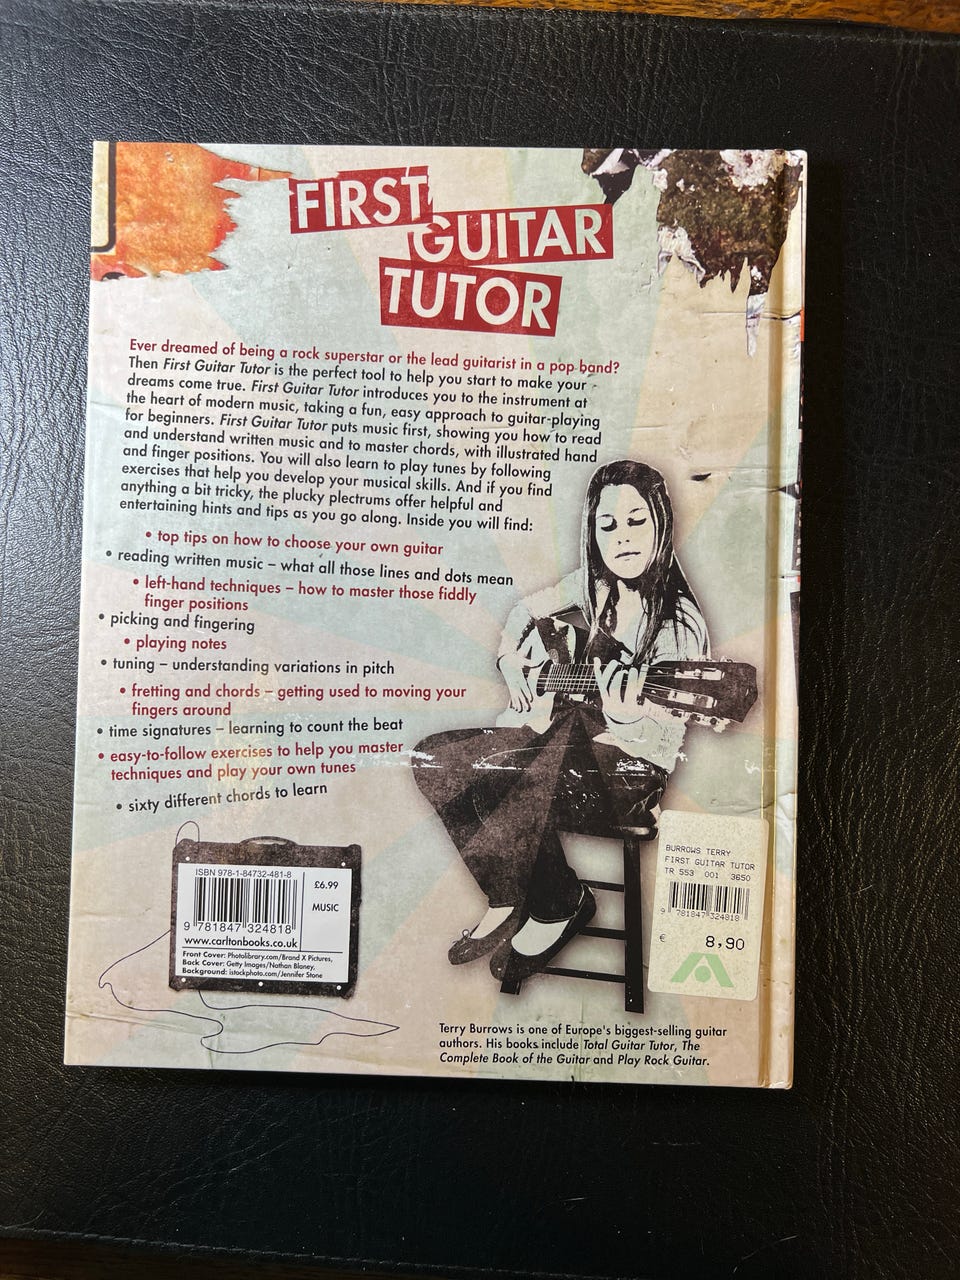 FIRST
GUITAR
TUTOR
Ever dreamed of being a rock superstar or the lead guitarist in a pop band?
Then First Guitar Tutor is the perfect tool to help you start to make your
dreams come true. First Guitar Tutor introduces you to the instrument at
the heart of modern music, taking a fun, easy approach to guitar-playing
for beginners. First Guitar Tutor puts music first, showing you how to read
and understand written music and to master chords, with illustrated hand
and finger positions. You will also learn to play tunes by following
exercises that help you develop your musical skills. And if you find
anything a bit tricky, the plucky plectrums offer helpful and
entertaining hints and tips as you go along. Inside you will find:
• top tips on how to choose your own guitar
• reading written music – what all those lines and dots mean
• left-hand techniques – how to master those fiddly
finger positions
• picking and fingering
• playing notes
• tuning – understanding variations in pitch
• fretting and chords – getting used to moving your
fingers around
• time signatures – learning to count the beat
• easy-to-follow exercises to help you master
techniques and play your own tunes
• sixty different chords to learn
ISBN 978-1-84732-481-8
£6.99
MUSIC
9 781847 324818
www.carltonbooks.co.uk
Front Cover: Photolibrary.com/Brand X Pictures,
Back Cover: Getty Images/Nathan Blaney,
Background: istockphoto.com/Jennifer Stone
BURROWS TERRY
FIRST GUITAR TUTOR
TR 553 001 3650
9 781847 324818
€ 8,90
Terry Burrows is one of Europe's biggest-selling guitar
authors. His books include Total Guitar Tutor, The
Complete Book of the Guitar and Play Rock Guitar.